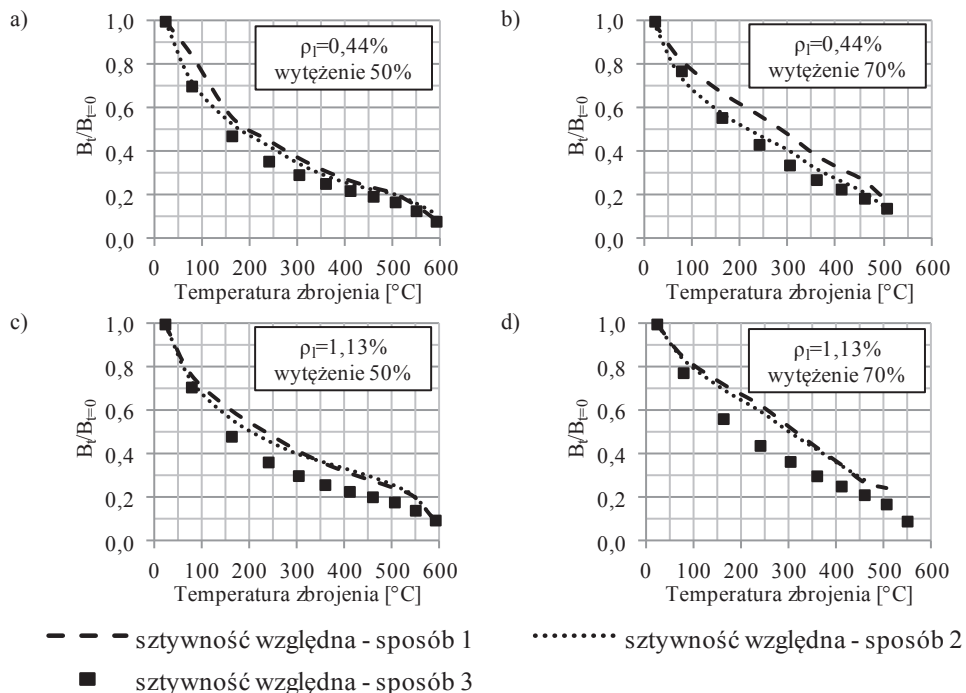 a)
1,0
0,8
0,6
0,4
0,2
0,0
B_t/B_{t=0}
ρ_l=0,44%
wytężenie 50%
0 100 200 300 400 500 600
Temperatura zbrojenia [°C]
b)
1,0
0,8
0,6
0,4
0,2
0,0
B_t/B_{t=0}
ρ_l=0,44%
wytężenie 70%
0 100 200 300 400 500 600
Temperatura zbrojenia [°C]
c)
1,0
0,8
0,6
0,4
0,2
0,0
B_t/B_{t=0}
ρ_l=1,13%
wytężenie 50%
0 100 200 300 400 500 600
Temperatura zbrojenia [°C]
d)
1,0
0,8
0,6
0,4
0,2
0,0
B_t/B_{t=0}
ρ_l=1,13%
wytężenie 70%
0 100 200 300 400 500 600
Temperatura zbrojenia [°C]
sztywność względna - sposób 1
sztywność względna - sposób 2
sztywność względna - sposób 3